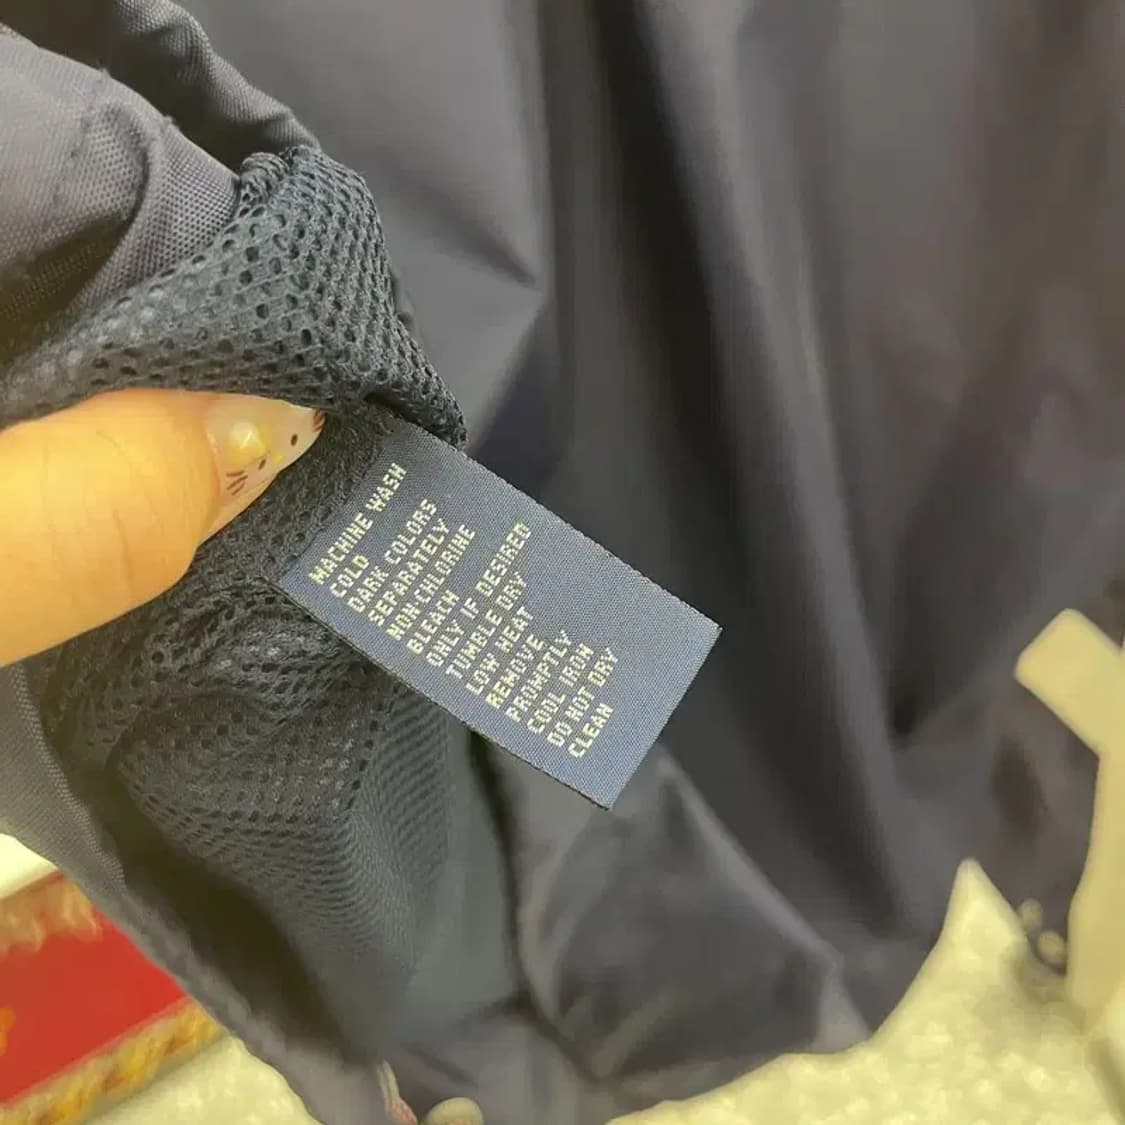 MACHINE WASH
COLD
DARK COLORS
SEPARATELY
NON-CHLORINE
BLEACH
ONLY IF DESIRED
TUMBLE DRY
LOW HEAT
REMOVE
PROMPTLY
COOL IRON
DO NOT DRY
CLEAN